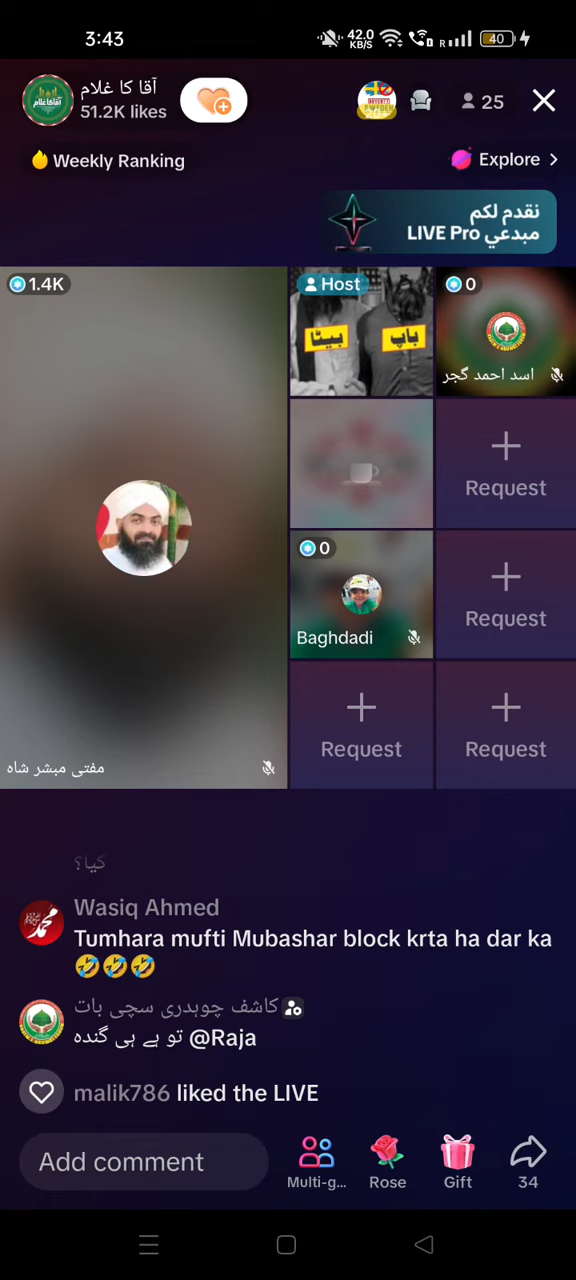 3:43
42.0
KB/S
R
40
آقا کا غلام
51.2K likes
25
Weekly Ranking
Explore
نقدم لكم
مبدعي LIVE Pro
1.4K
Host
بیٹا
باپ
0
اسد احمد گجر
Request
0
Baghdadi
Request
Request
Request
مفتی مبشر شاہ
کیا؟
Wasiq Ahmed
Tumhara mufti Mubashar block krta ha dar ka
🤣🤣🤣
کاشف چوہدری سچی بات
@Raja تو ہے ہی گندہ
malik786 liked the LIVE
Add comment
Multi-g...
Rose
Gift
34